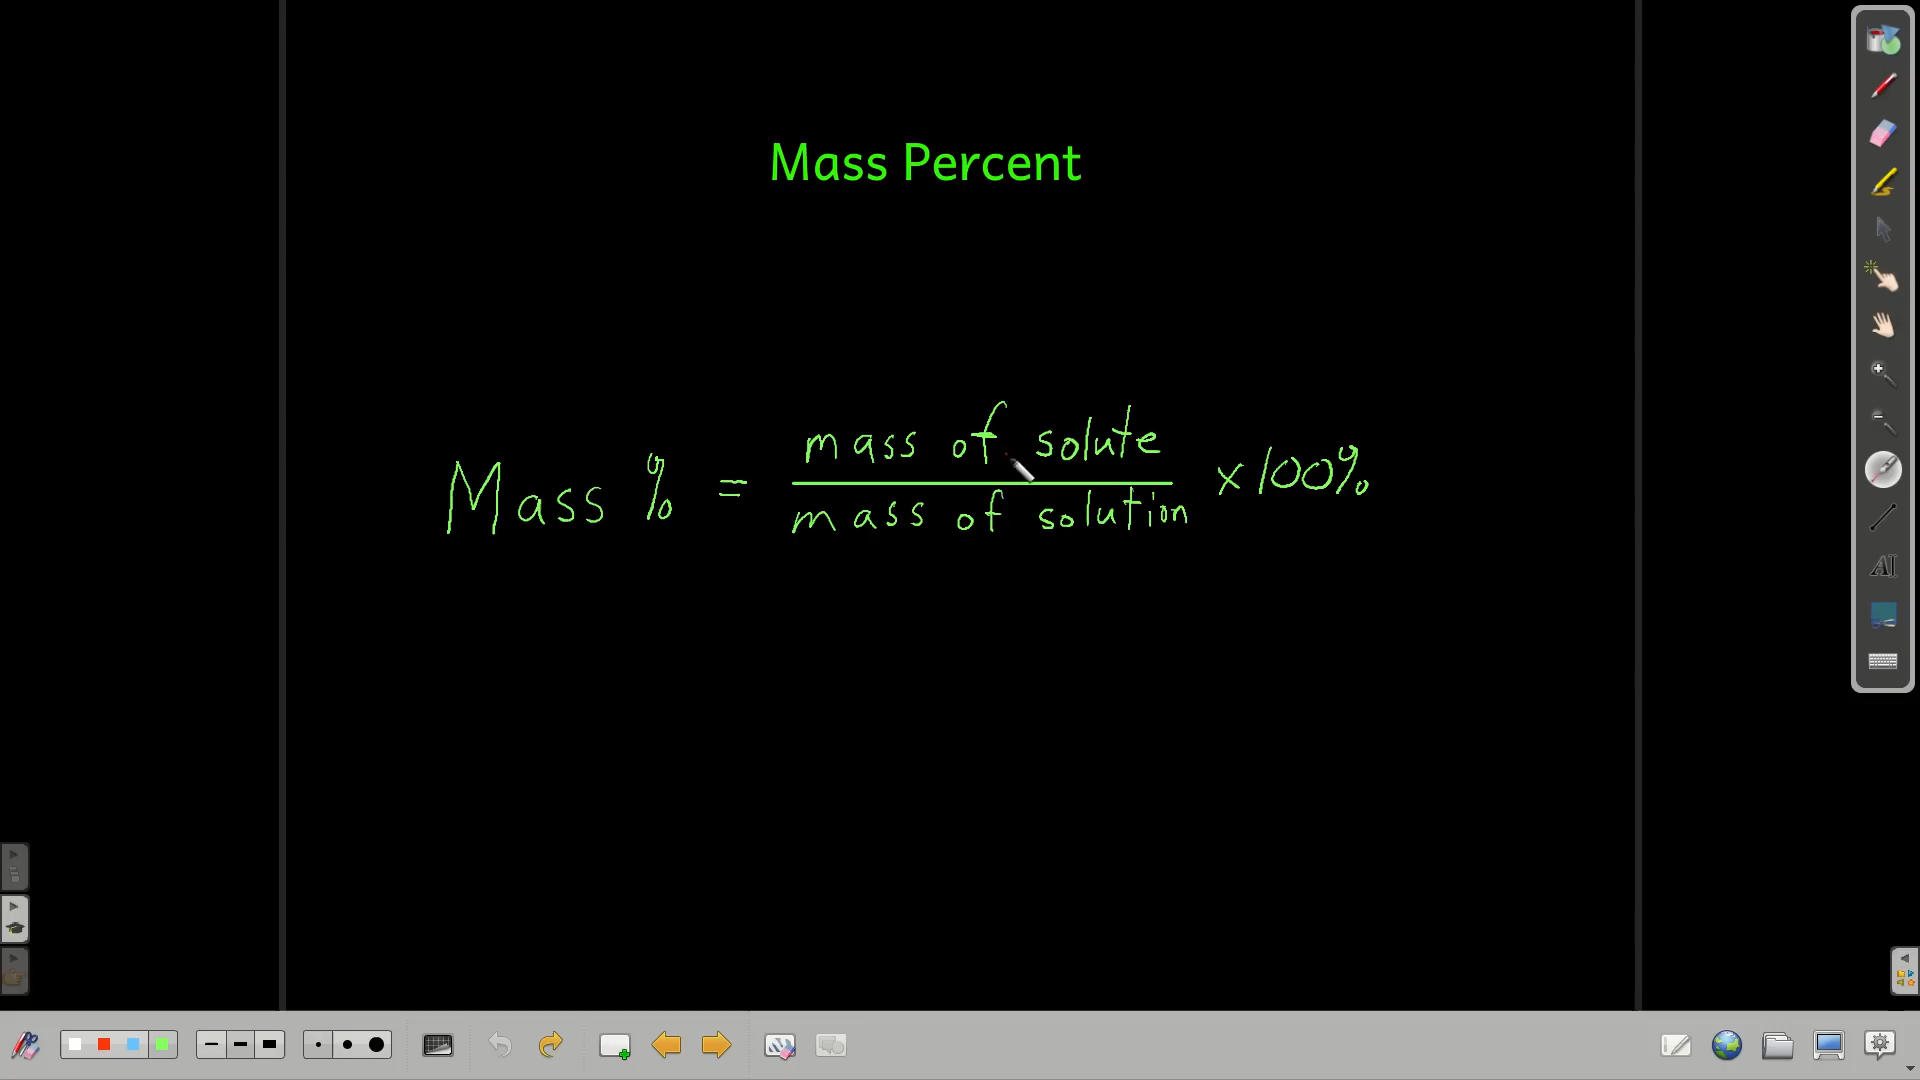 Mass Percent
Mass % = mass of solute / mass of solution x 100%